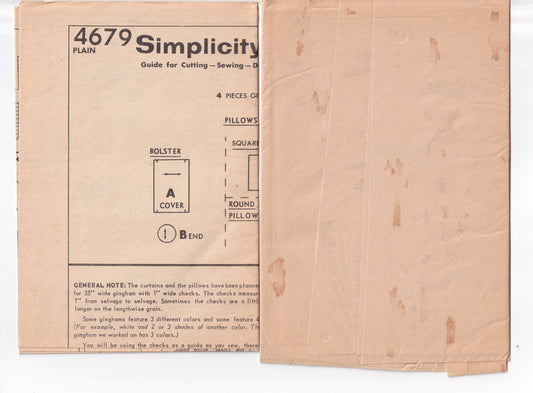 4679 Simplicity
PLAIN
Guide for Cutting — Sewing — D
4 PIECES GI
PILLOWS
BOLSTER
SQUAR
A
COVER
ROUND
PILLOW
B END
GENERAL NOTE: The curtains and the pillows have been planne
for 35" wide gingham with 1" wide checks. The checks measur
1" from selvage to selvage. Sometimes the checks are a littl
longer on the lengthwise grain.
Some ginghams feature 3 different colors and some feature 4
(For example, white and 2 or 3 shades of another color. Th
gingham we worked on has 3 colors.)
You will be using the checks as a guide as you sew, there